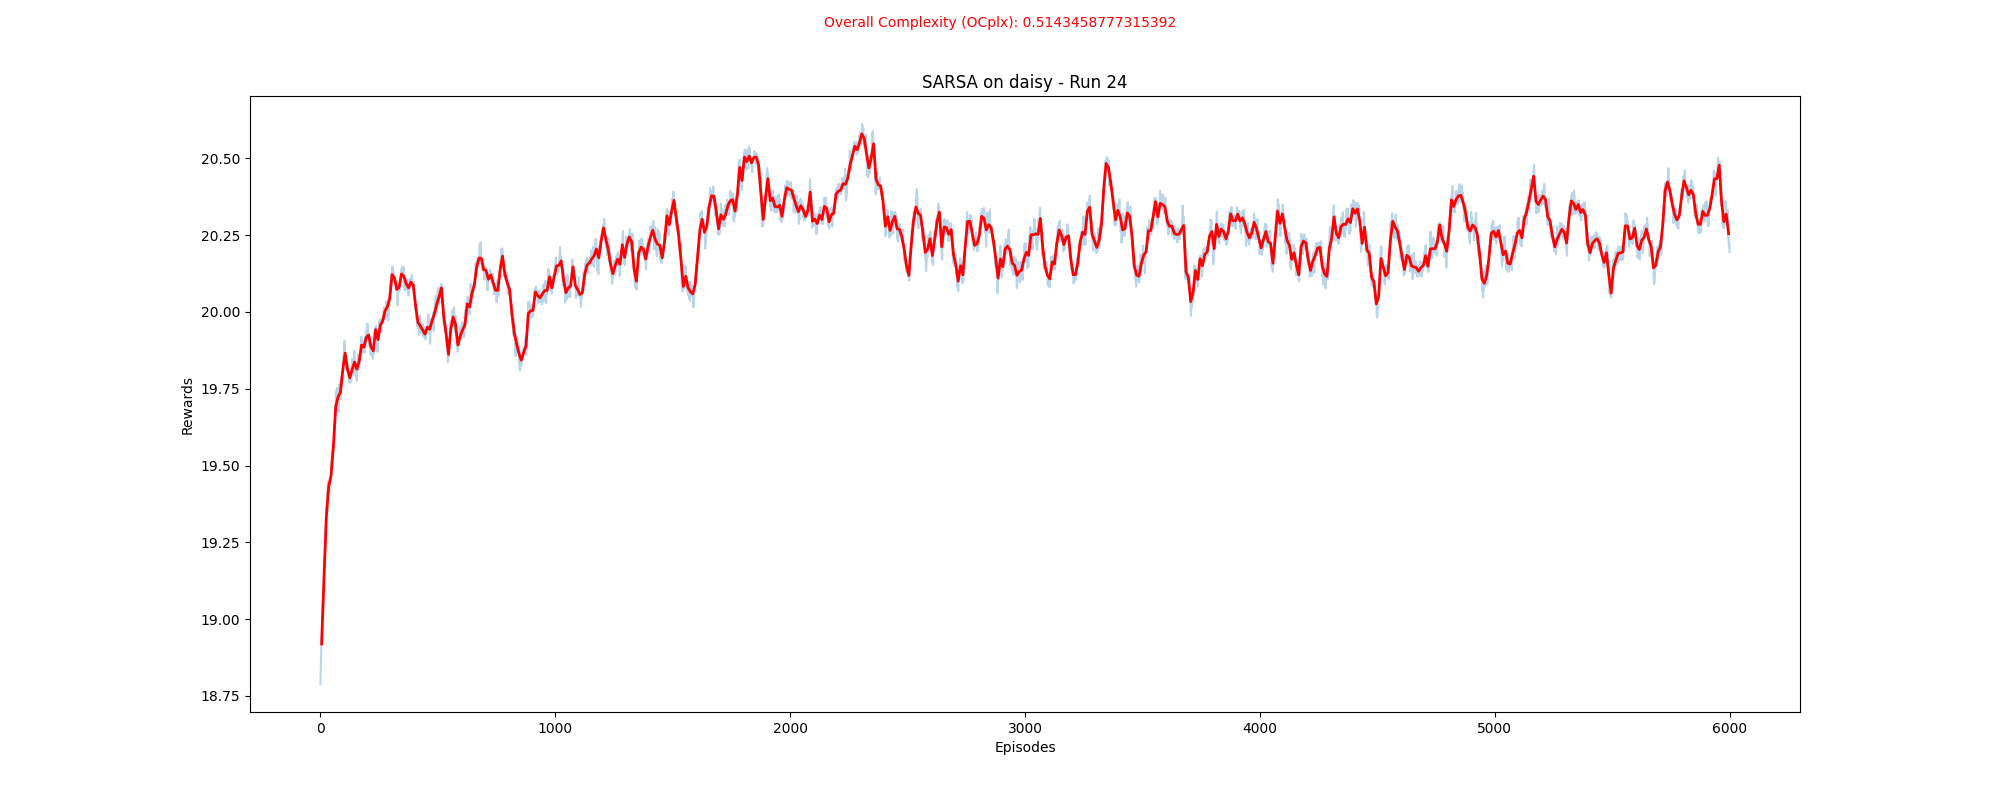 Overall Complexity (OCplx): 0.5143458777315392
SARSA on daisy - Run 24
20.50
20.25
20.00
19.75
19.50
19.25
19.00
18.75
Rewards
0 1000 2000 3000 4000 5000 6000
Episodes